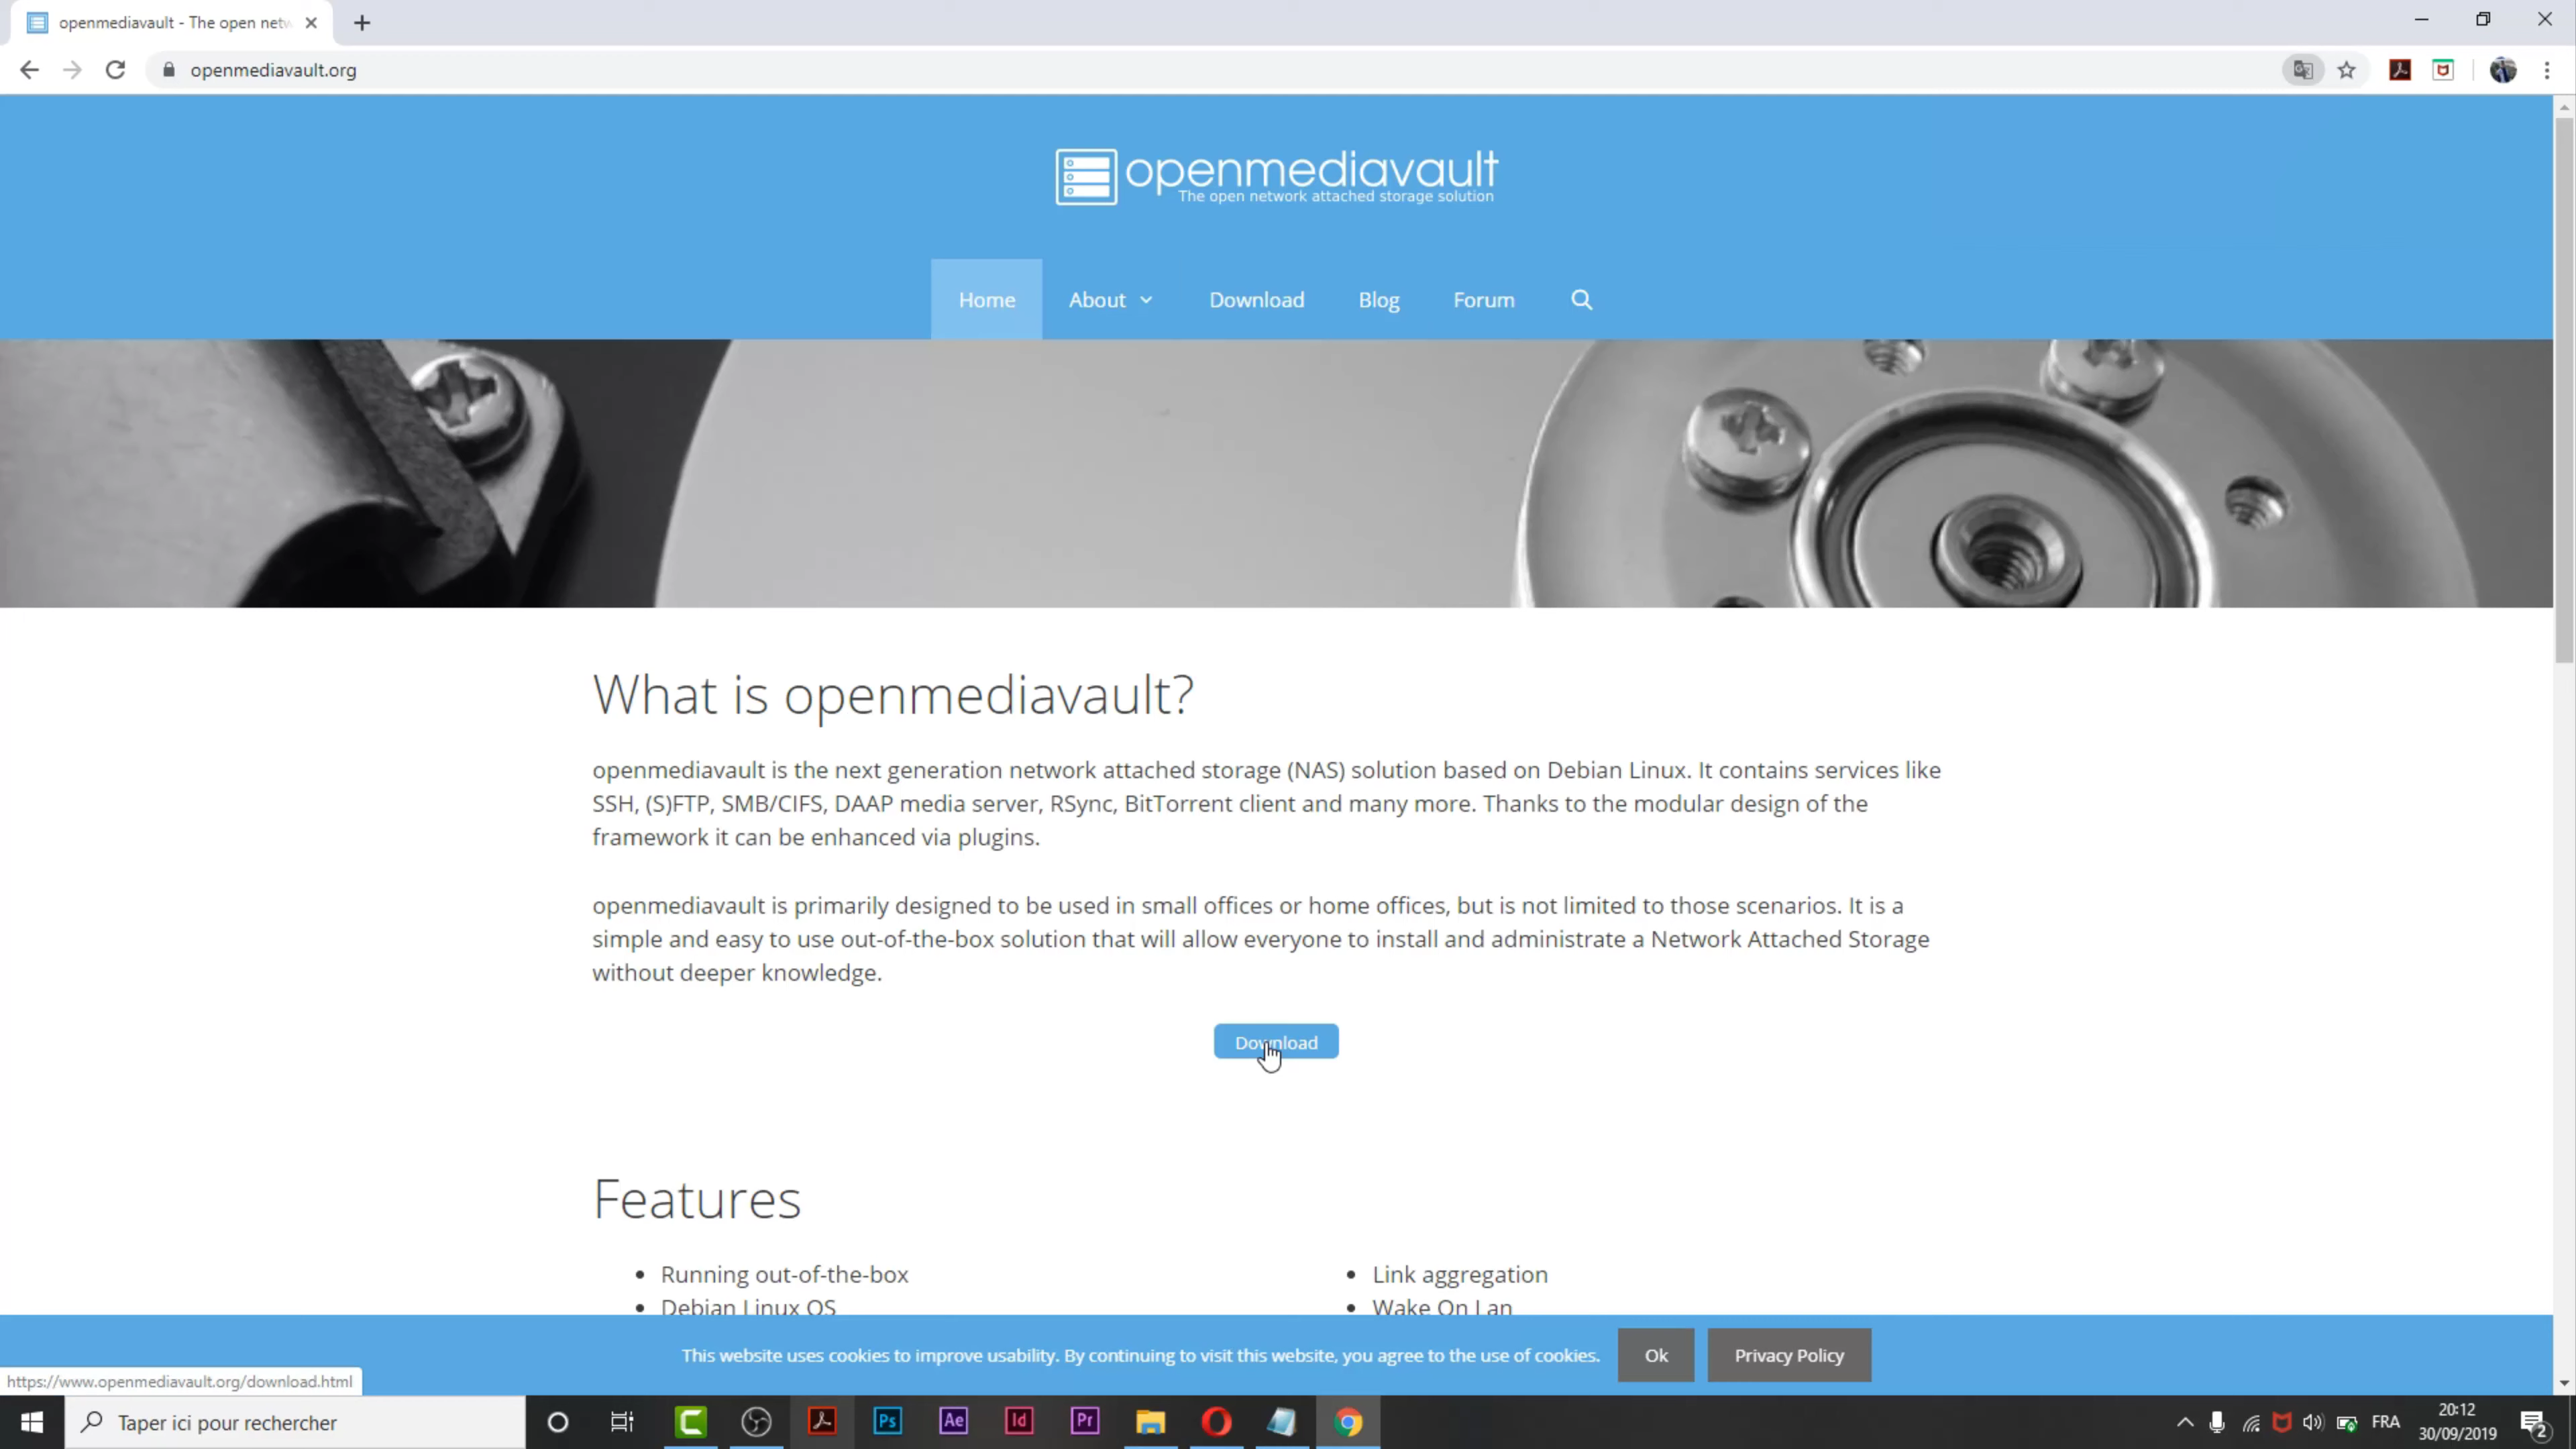 openmediavault - The open netw
openmediavault.org
openmediavault
The open network attached storage solution
Home About Download Blog Forum
What is openmediavault?
openmediavault is the next generation network attached storage (NAS) solution based on Debian Linux. It contains services like
SSH, (S)FTP, SMB/CIFS, DAAP media server, RSync, BitTorrent client and many more. Thanks to the modular design of the
framework it can be enhanced via plugins.
openmediavault is primarily designed to be used in small offices or home offices, but is not limited to those scenarios. It is a
simple and easy to use out-of-the-box solution that will allow everyone to install and administrate a Network Attached Storage
without deeper knowledge.
Download
Features
• Running out-of-the-box
• Debian Linux OS
• Link aggregation
• Wake On Lan
This website uses cookies to improve usability. By continuing to visit this website, you agree to the use of cookies. Ok Privacy Policy
https://www.openmediavault.org/download.html
Taper ici pour rechercher
Ps Ae Id Pr
FRA
20:12
30/09/2019
2